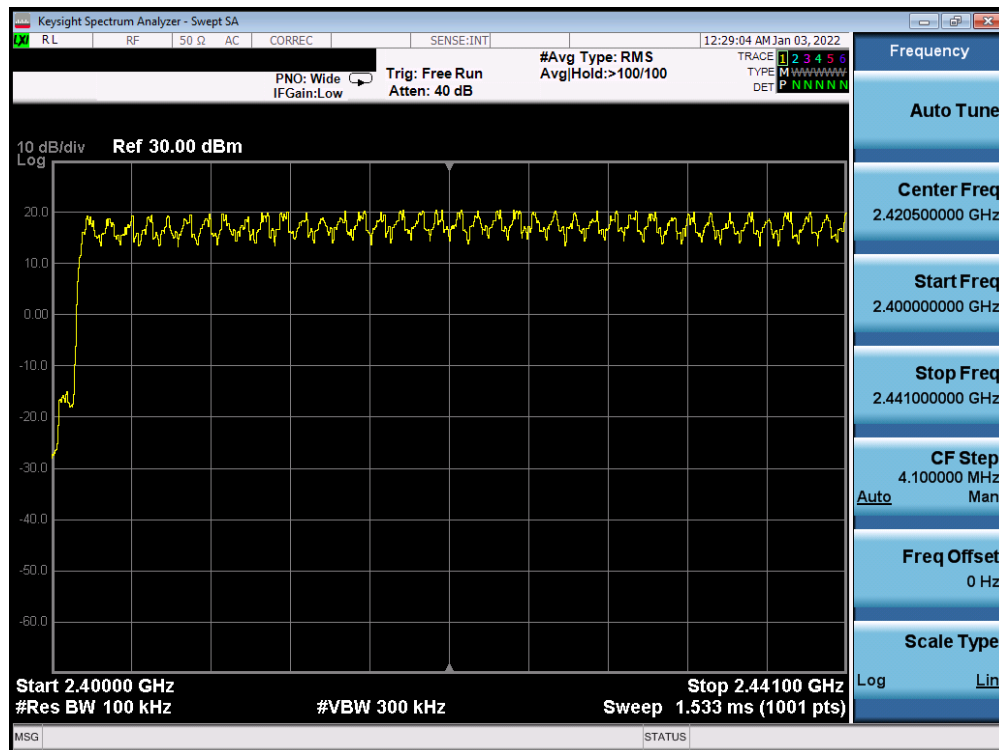 Keysight Spectrum Analyzer - Swept SA
LXI RL RF 50 Ω AC CORREC SENSE:INT 12:29:04 AM Jan 03, 2022
PNO: Wide
IFGain:Low
Trig: Free Run
Atten: 40 dB
#Avg Type: RMS
Avg|Hold:>100/100
TRACE 1 2 3 4 5 6
TYPE M WWWWW
DET P N N N N N
10 dB/div Ref 30.00 dBm
Log
20.0
10.0
0.00
-10.0
-20.0
-30.0
-40.0
-50.0
-60.0
Start 2.40000 GHz Stop 2.44100 GHz
#Res BW 100 kHz #VBW 300 kHz Sweep 1.533 ms (1001 pts)
MSG STATUS
Frequency
Auto Tune
Center Freq
2.420500000 GHz
Start Freq
2.400000000 GHz
Stop Freq
2.441000000 GHz
CF Step
4.100000 MHz
Auto Man
Freq Offset
0 Hz
Scale Type
Log Lin